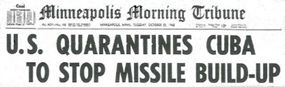 Minneapolis Morning Tribune
U.S. QUARANTINES CUBA
TO STOP MISSILE BUILD-UP